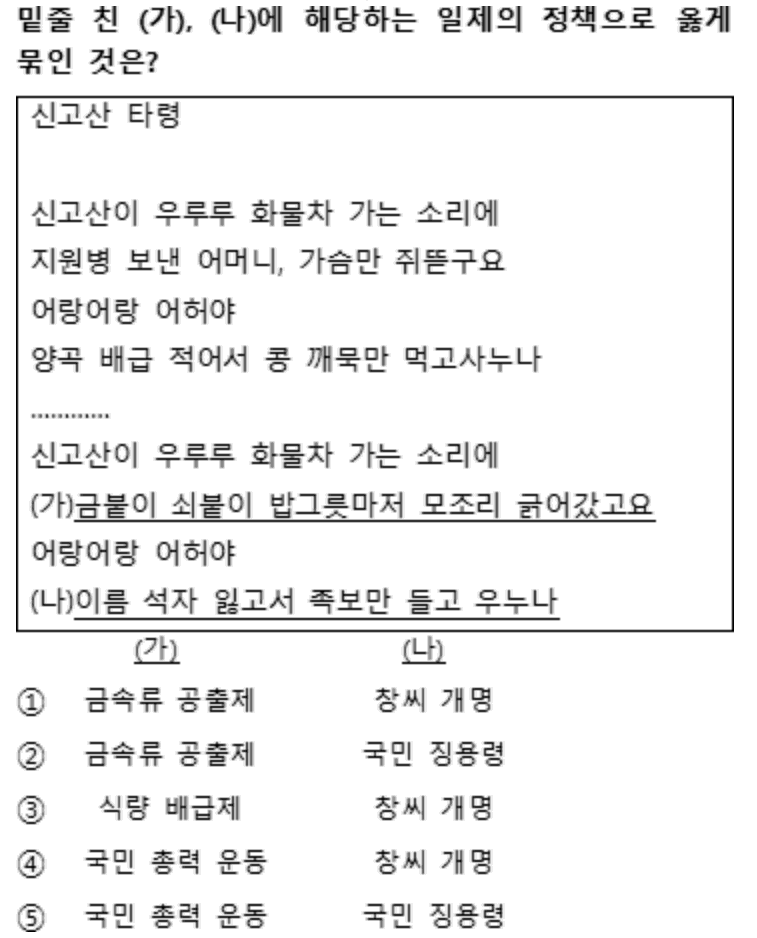 밑줄 친 (가), (나)에 해당하는 일제의 정책으로 옳게
묶인 것은?
신고산 타령
신고산이 우루루 화물차 가는 소리에
지원병 보낸 어머니, 가슴만 쥐뜯구요
어랑어랑 어허야
양곡 배급 적어서 콩 깨묵만 먹고사누나
............
신고산이 우루루 화물차 가는 소리에
(가)금붙이 쇠붙이 밥그릇마저 모조리 긁어갔고요
어랑어랑 어허야
(나)이름 석자 잃고서 족보만 들고 우누나
(가) (나)
① 금속류 공출제 창씨 개명
② 금속류 공출제 국민 징용령
③ 식량 배급제 창씨 개명
④ 국민 총력 운동 창씨 개명
⑤ 국민 총력 운동 국민 징용령